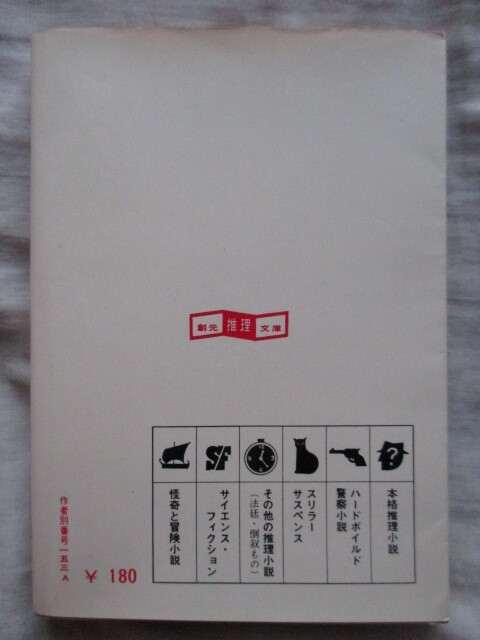 創元 推理 文庫
?
本格推理小説
ハードボイルド
警察小説
スリラー
サスペンス
その他の推理小説
(法廷・倒叙もの)
SF
サイエンス・
フィクション
怪奇と冒険小説
作者別番号一五三A
¥ 180